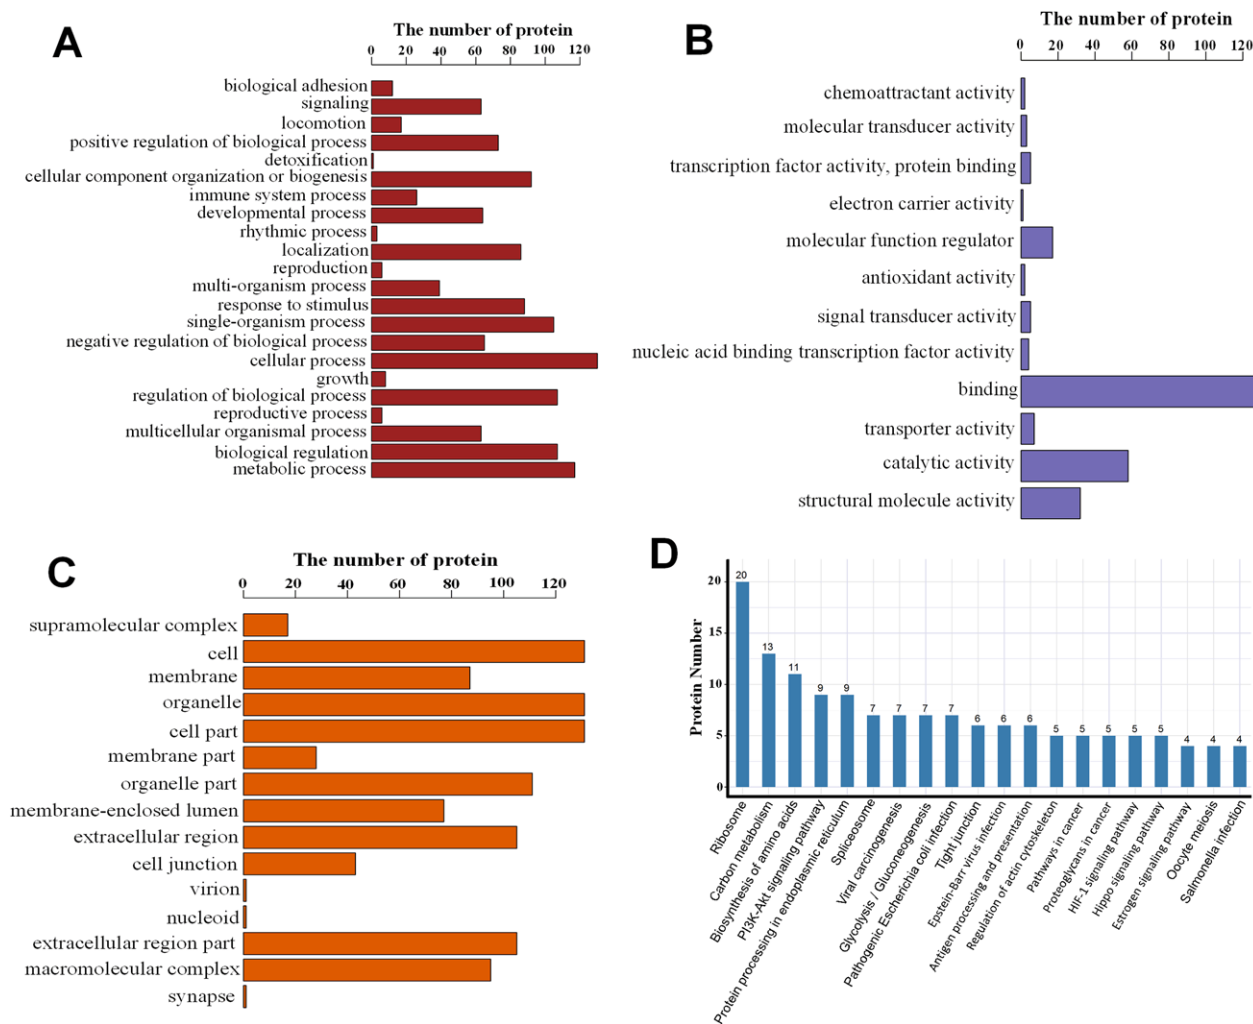 A
The number of protein
0 20 40 60 80 100 120
biological adhesion
signaling
locomotion
positive regulation of biological process
detoxification
cellular component organization or biogenesis
immune system process
developmental process
rhythmic process
localization
reproduction
multi-organism process
response to stimulus
single-organism process
negative regulation of biological process
cellular process
growth
regulation of biological process
reproductive process
multicellular organismal process
biological regulation
metabolic process
B
The number of protein
0 20 40 60 80 100 120
chemoattractant activity
molecular transducer activity
transcription factor activity, protein binding
electron carrier activity
molecular function regulator
antioxidant activity
signal transducer activity
nucleic acid binding transcription factor activity
binding
transporter activity
catalytic activity
structural molecule activity
C
The number of protein
0 20 40 60 80 100 120
supramolecular complex
cell
membrane
organelle
cell part
membrane part
organelle part
membrane-enclosed lumen
extracellular region
cell junction
virion
nucleoid
extracellular region part
macromolecular complex
synapse
D
Protein Number
20
15
10
5
0
20 13 11 9 9 7 7 7 7 6 6 6 5 5 5 5 5 4 4 4
Ribosome
Carbon metabolism
Biosynthesis of amino acids
PI3K-Akt signaling pathway
Protein processing in endoplasmic reticulum
Spliceosome
Viral carcinogenesis
Glycolysis / Gluconeogenesis
Pathogenic Escherichia coli infection
Tight junction
Epstein-Barr virus infection
Antigen processing and presentation
Regulation of actin cytoskeleton
Pathways in cancer
Proteoglycans in cancer
HIF-1 signaling pathway
Hippo signaling pathway
Estrogen signaling pathway
Oocyte meiosis
Salmonella infection